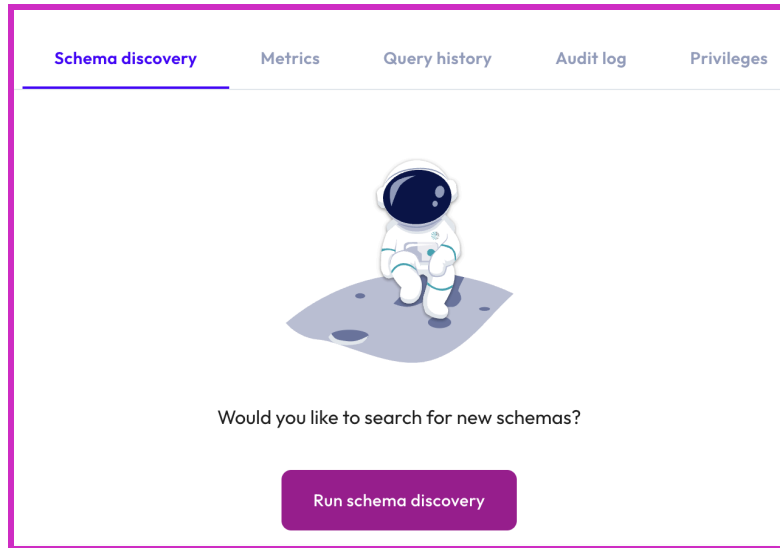 Schema discovery Metrics Query history Audit log Privileges
Would you like to search for new schemas?
Run schema discovery